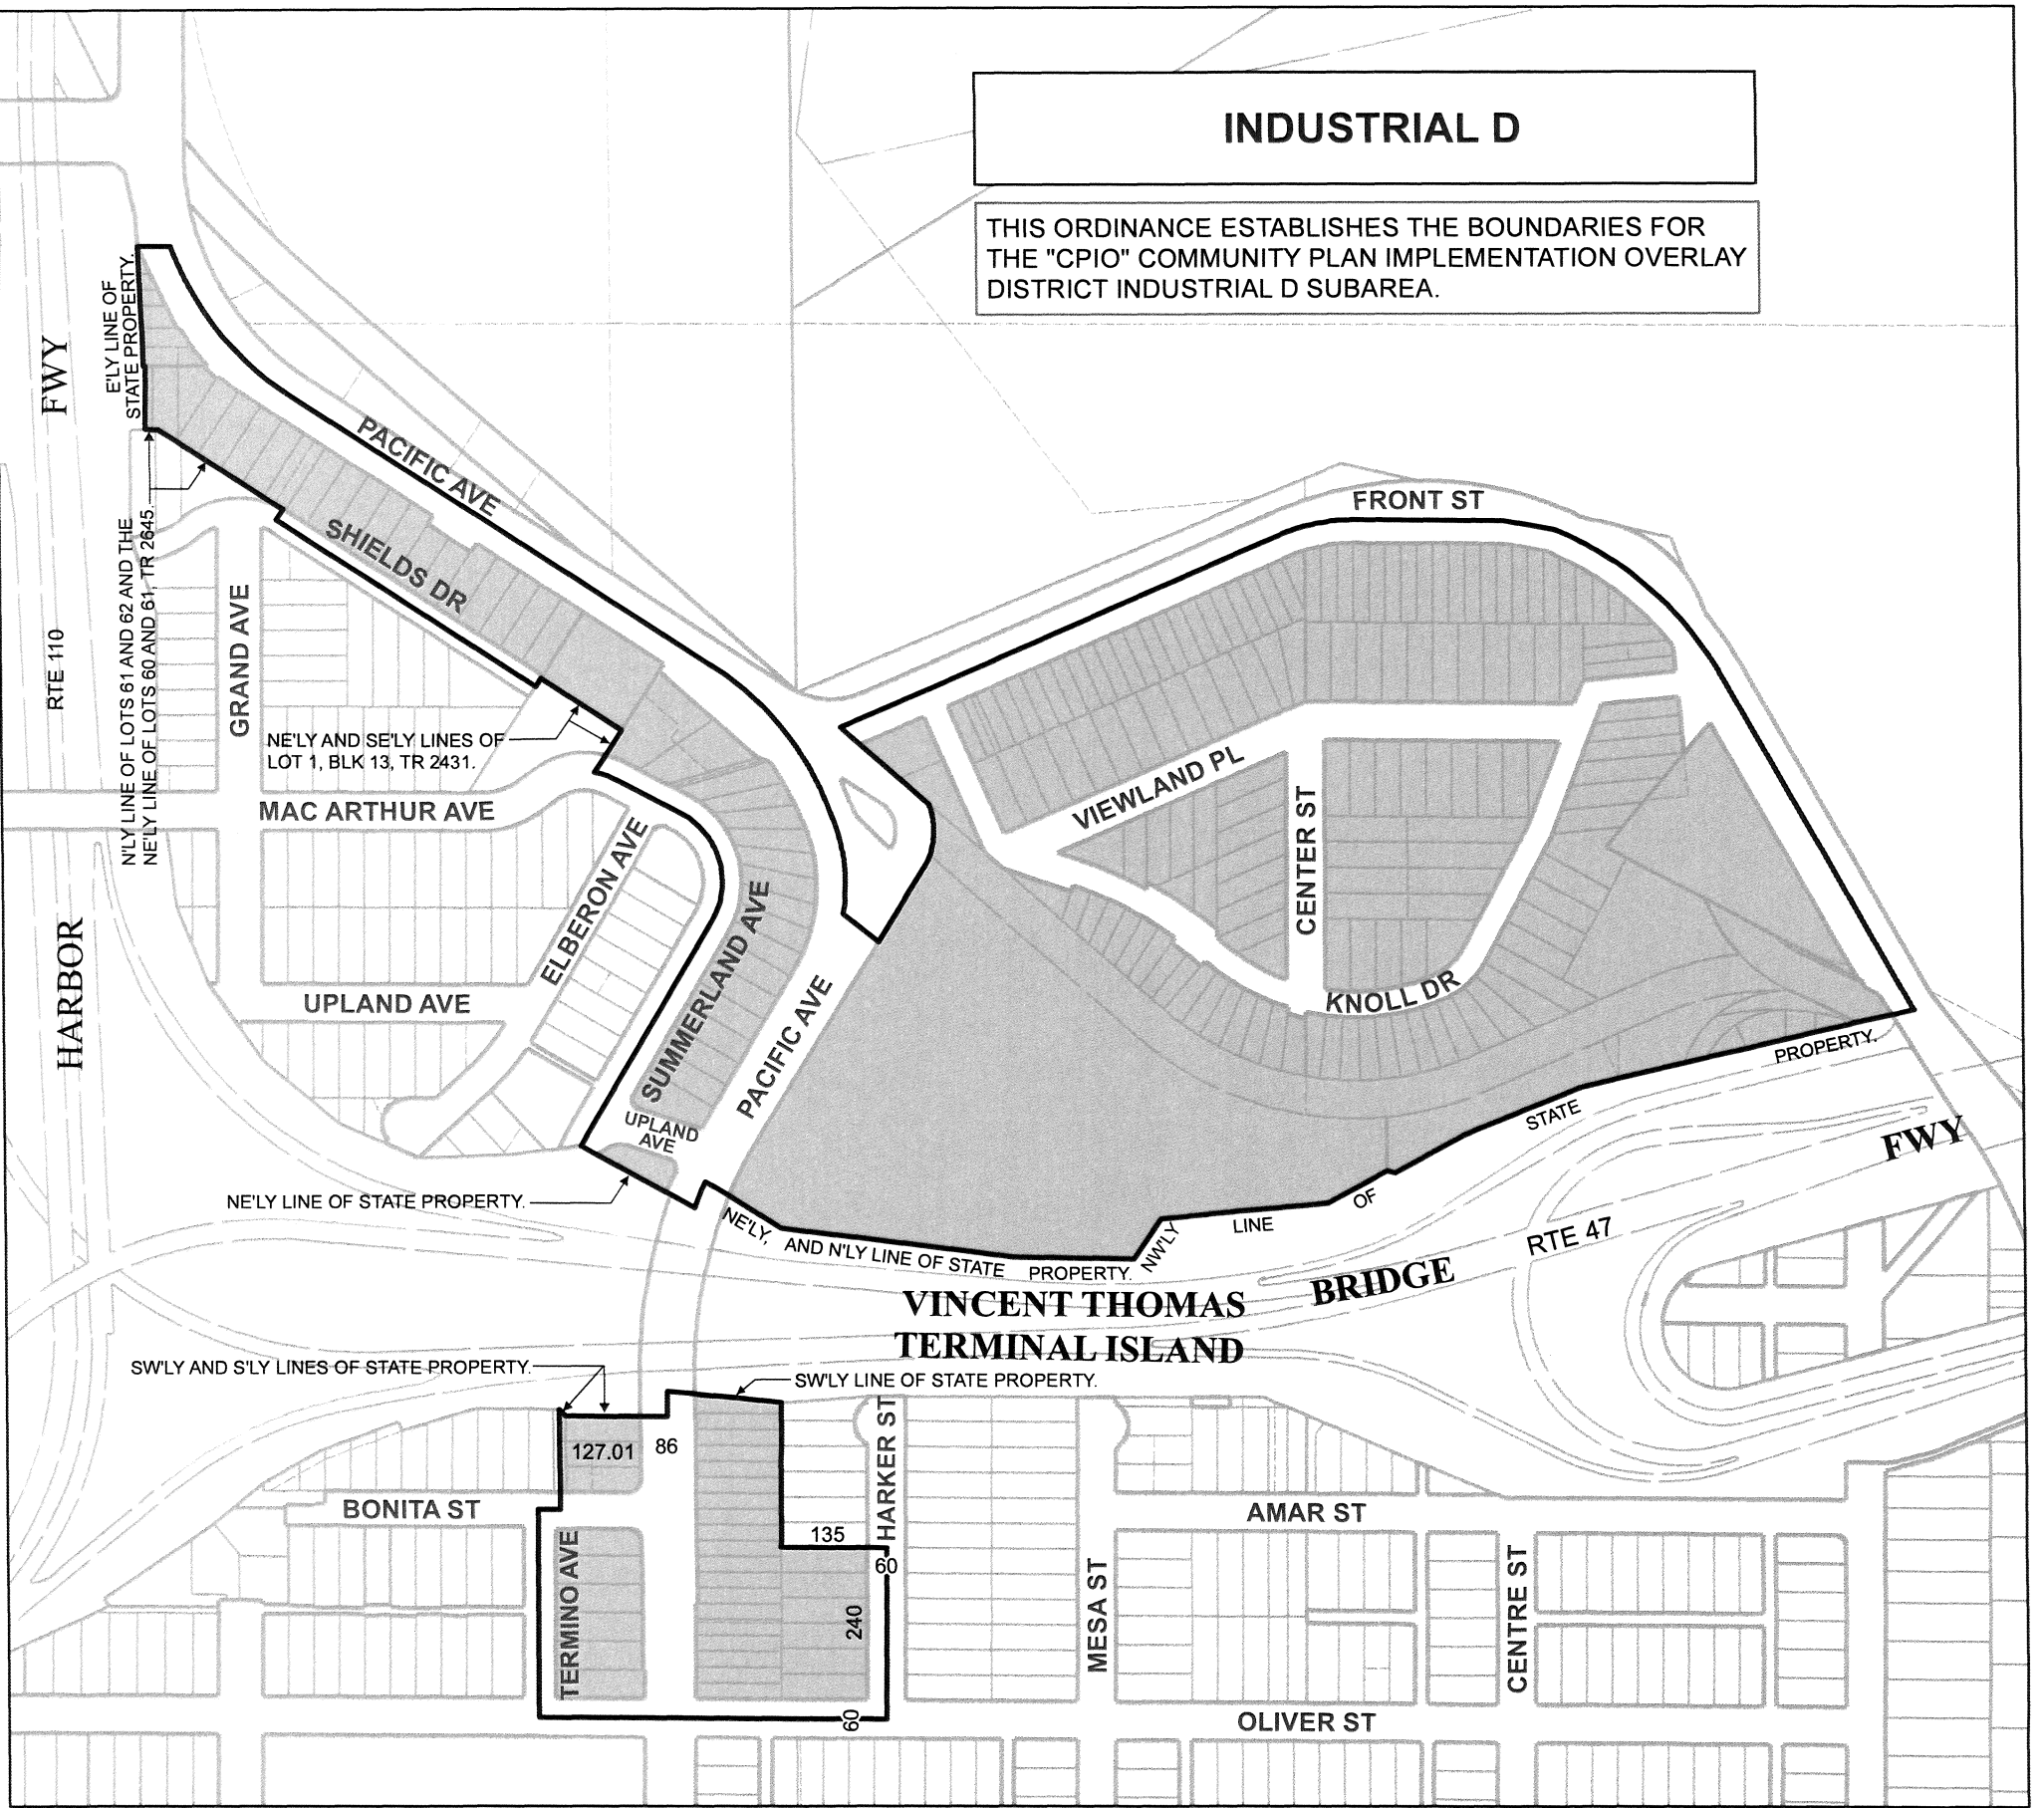 INDUSTRIAL D
THIS ORDINANCE ESTABLISHES THE BOUNDARIES FOR
THE "CPIO" COMMUNITY PLAN IMPLEMENTATION OVERLAY
DISTRICT INDUSTRIAL D SUBAREA.
E'LY LINE OF
STATE PROPERTY.
FWY
PACIFIC AVE
FRONT ST
SHIELDS DR
N'LY LINE OF LOTS 61 AND 62 AND THE
NE'LY LINE OF LOTS 60 AND 61, TR 2645.
GRAND AVE
RTE 110
NE'LY AND SE'LY LINES OF
LOT 1, BLK 13, TR 2431.
MAC ARTHUR AVE
VIEWLAND PL
CENTER ST
ELBERON AVE
SUMMERLAND AVE
HARBOR
UPLAND AVE
PACIFIC AVE
KNOLL DR
UPLAND
AVE
NE'LY LINE OF STATE PROPERTY.
NE'LY,
AND N'LY LINE OF STATE
PROPERTY.
NW'LY
LINE
OF
STATE
PROPERTY.
FWY
RTE 47
BRIDGE
VINCENT THOMAS
TERMINAL ISLAND
SW'LY AND S'LY LINES OF STATE PROPERTY.
SW'LY LINE OF STATE PROPERTY.
127.01
86
HARKER ST
BONITA ST
AMAR ST
135
60
TERMINO AVE
240
MESA ST
CENTRE ST
60
OLIVER ST